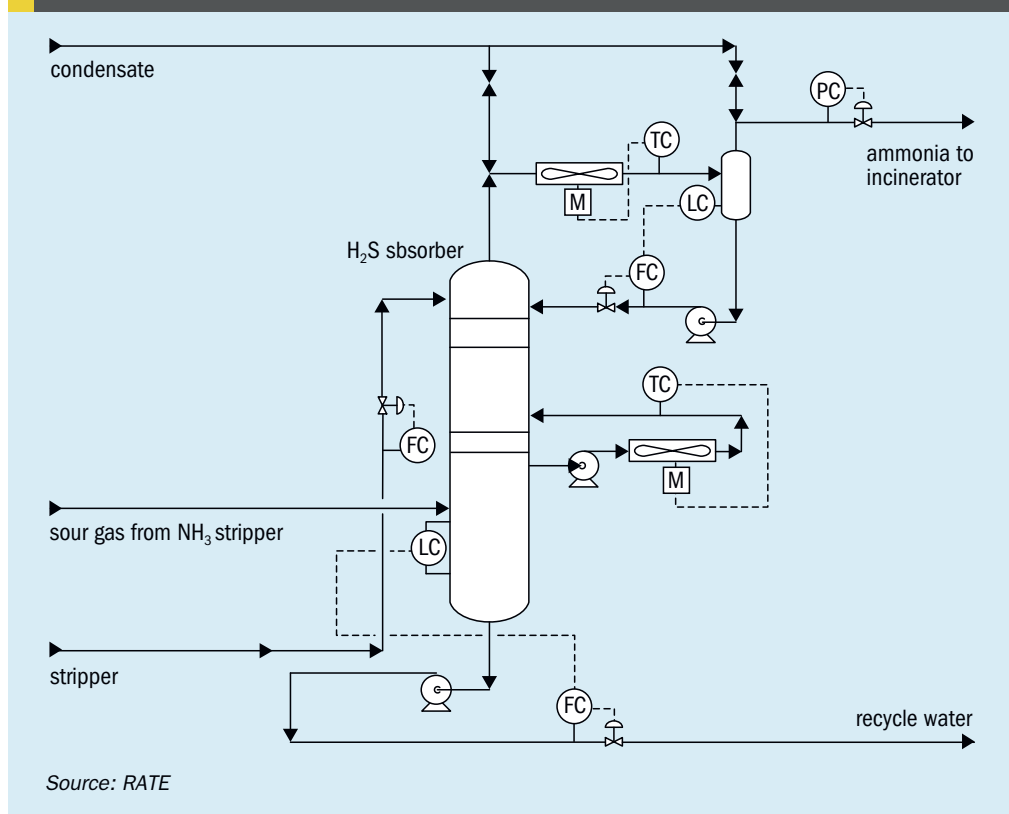 condensate
PC
ammonia to
incinerator
TC
M
LC
H₂S sbsorber
FC
TC
FC
M
sour gas from NH₃ stripper
LC
stripper
FC
recycle water
Source: RATE